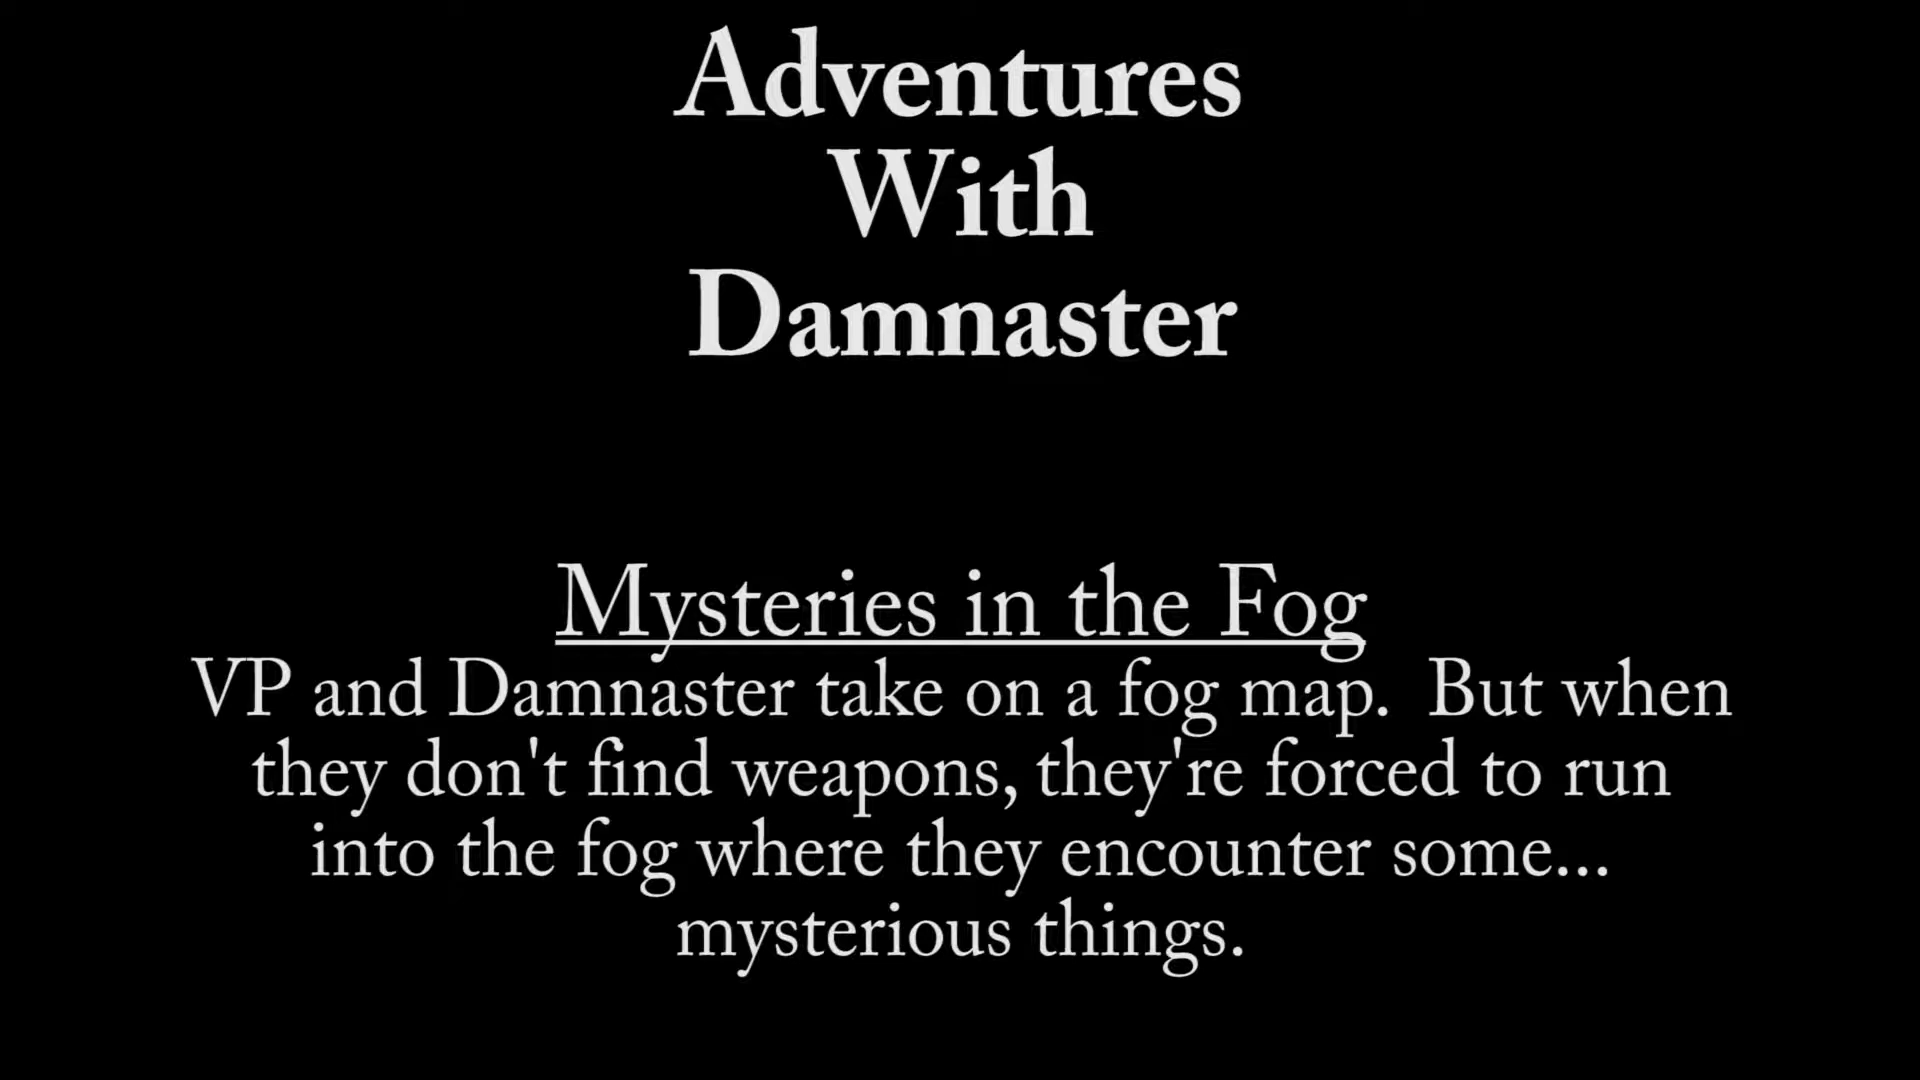 Adventures
With
Damnaster
Mysteries in the Fog
VP and Damnaster take on a fog map.  But when
they don't find weapons, they're forced to run
into the fog where they encounter some...
mysterious things.